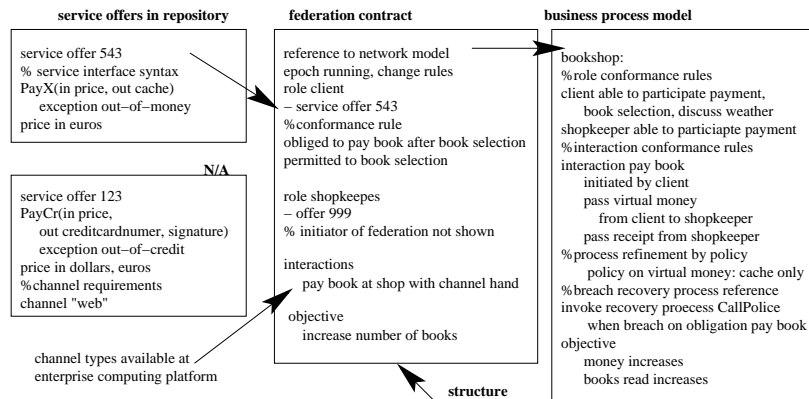 service offers in repository
service offer 543
% service interface syntax
PayX(in price, out cache)
exception out-of-money
price in euros
N/A
service offer 123
PayCr(in price,
out creditcardnumer, signature)
exception out-of-credit
price in dollars, euros
%channel requirements
channel "web"
channel types available at
enterprise computing platform
federation contract
reference to network model
epoch running, change rules
role client
- service offer 543
%conformance rule
obliged to pay book after book selection
permitted to book selection
role shopkeepes
- offer 999
% initiator of federation not shown
interactions
pay book at shop with channel hand
objective
increase number of books
structure
business process model
bookshop:
%role conformance rules
client able to participate payment,
book selection, discuss weather
shopkeeper able to particiapte payment
%interaction conformance rules
interaction pay book
initiated by client
pass virtual money
from client to shopkeeper
pass receipt from shopkeeper
%process refinement by policy
policy on virtual money: cache only
%breach recovery process reference
invoke recovery proecess CallPolice
when breach on obligation pay book
objective
money increases
books read increases